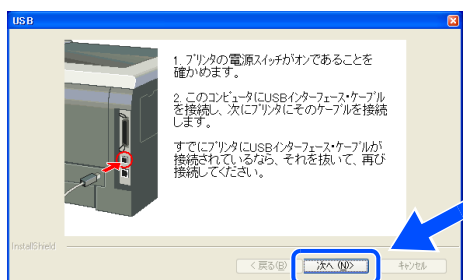 USB
1. プリンタの電源スイッチがオンであることを
確かめます。
2. このコンピュータにUSBインターフェース・ケーブル
を接続し、次にプリンタにそのケーブルを接続
します。
すでにプリンタにUSBインターフェース・ケーブルが
接続されているなら、それを抜いて、再び
接続してください。
InstallShield
< 戻る(B)
次へ (N)>
キャンセル